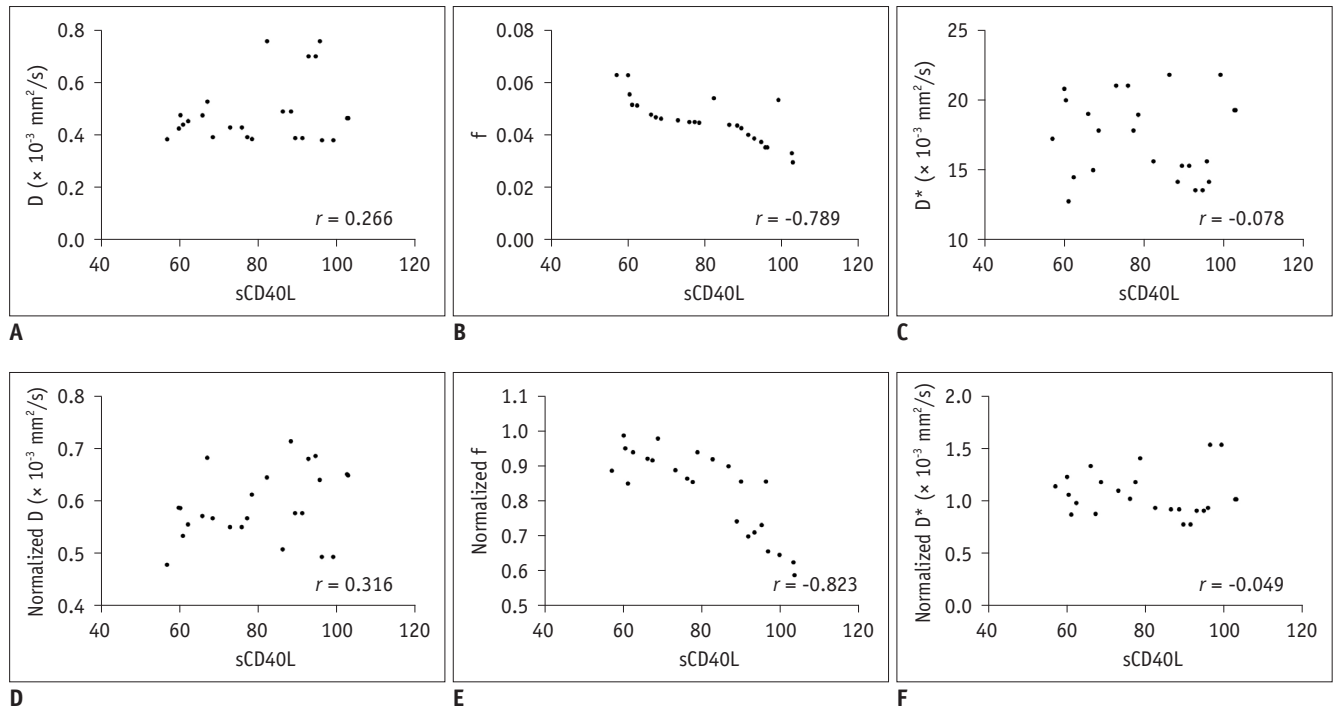 D (× 10⁻³ mm²/s)
0.8
0.6
0.4
0.2
0.0
40 60 80 100 120
sCD40L
r = 0.266
A
f
0.08
0.06
0.04
0.02
0.00
40 60 80 100 120
sCD40L
r = -0.789
B
D* (× 10⁻³ mm²/s)
25
20
15
10
40 60 80 100 120
sCD40L
r = -0.078
C
Normalized D (× 10⁻³ mm²/s)
0.8
0.7
0.6
0.5
0.4
40 60 80 100 120
sCD40L
r = 0.316
D
Normalized f
1.1
1.0
0.9
0.8
0.7
0.6
0.5
40 60 80 100 120
sCD40L
r = -0.823
E
Normalized D* (× 10⁻³ mm²/s)
2.0
1.5
1.0
0.5
0.0
40 60 80 100 120
sCD40L
r = -0.049
F